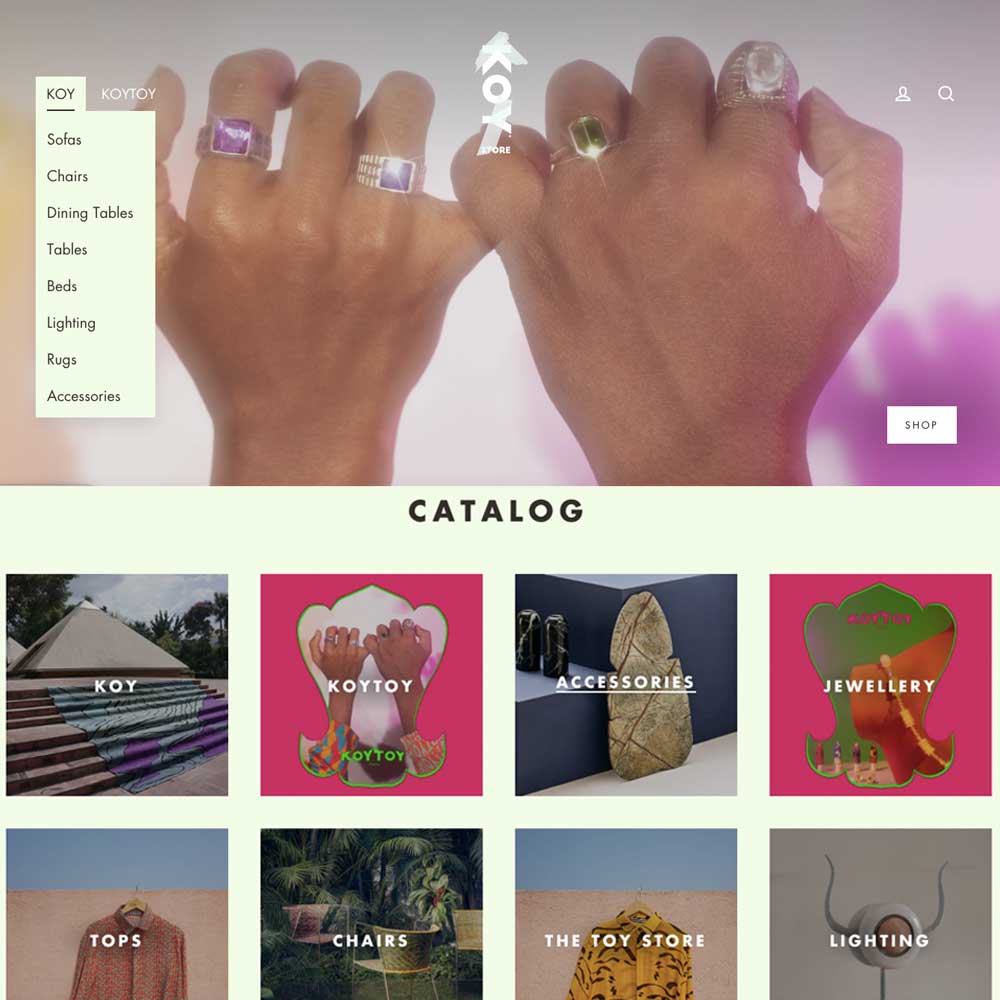 KOY
STORE
KOY
KOYTOY
Sofas
Chairs
Dining Tables
Tables
Beds
Lighting
Rugs
Accessories
SHOP
CATALOG
KOY
KOYTOY
KOYTOY
ACCESSORIES
KOYTOY
JEWELLERY
TOPS
CHAIRS
THE TOY STORE
LIGHTING